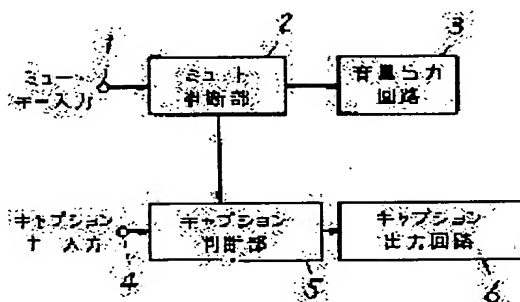 1
2
3
ミュート
キー入力
ミュート
判断部
音量出力
回路
キャプション
キー入力
キャプション
判断部
キャプション
出力回路
4
5
6